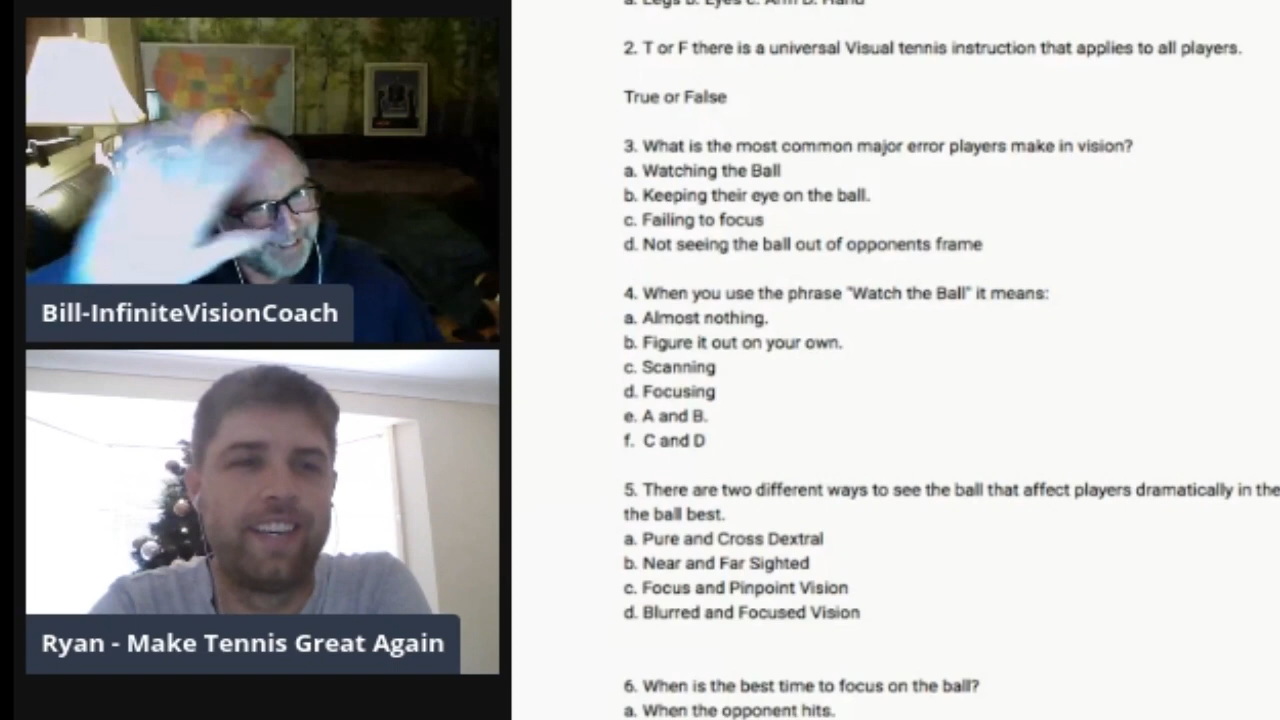 Bill-InfiniteVisionCoach
Ryan - Make Tennis Great Again
a. Legs b. Eyes c. Arm D. Hand
2. T or F there is a universal Visual tennis instruction that applies to all players.
True or False
3. What is the most common major error players make in vision?
a. Watching the Ball
b. Keeping their eye on the ball.
c. Failing to focus
d. Not seeing the ball out of opponents frame
4. When you use the phrase "Watch the Ball" it means:
a. Almost nothing.
b. Figure it out on your own.
c. Scanning
d. Focusing
e. A and B.
f. C and D
5. There are two different ways to see the ball that affect players dramatically in the
the ball best.
a. Pure and Cross Dextral
b. Near and Far Sighted
c. Focus and Pinpoint Vision
d. Blurred and Focused Vision
6. When is the best time to focus on the ball?
a. When the opponent hits.